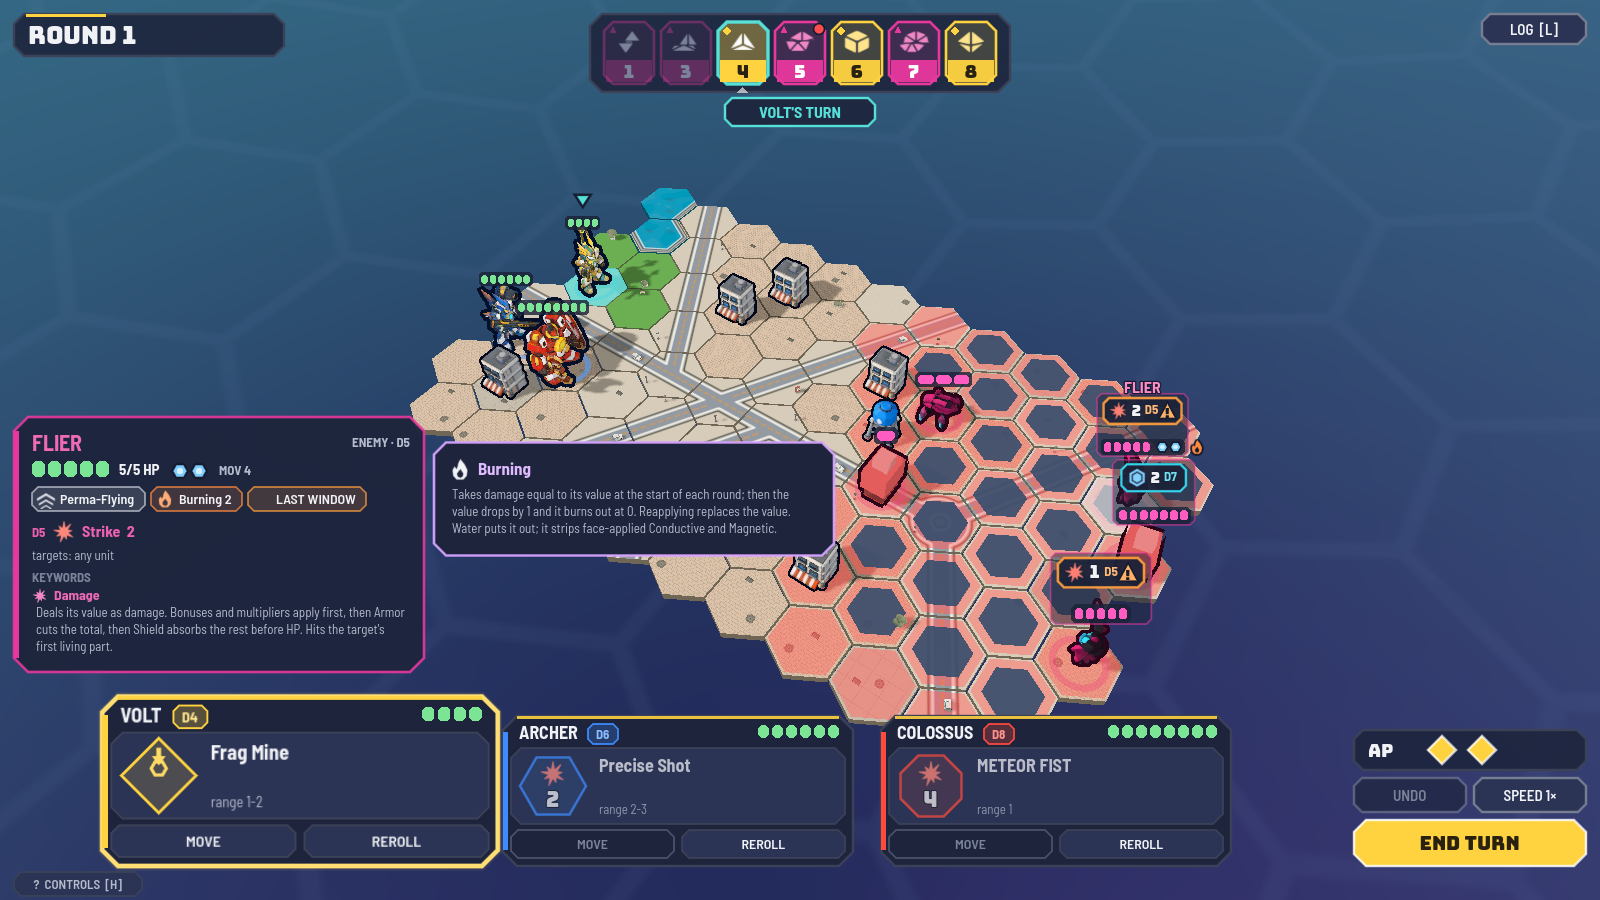 ROUND 1
1
3
4
5
6
7
8
LOG [L]
VOLT'S TURN
FLIER
2 D5
2 D7
1 D5
FLIER
ENEMY · D5
5/5 HP
MOV 4
Perma-Flying
Burning 2
LAST WINDOW
D5 Strike 2
targets: any unit
KEYWORDS
Damage
Deals its value as damage. Bonuses and multipliers apply first, then Armor
cuts the total, then Shield absorbs the rest before HP. Hits the target's
first living part.
Burning
Takes damage equal to its value at the start of each round; then the
value drops by 1 and it burns out at 0. Reapplying replaces the value.
Water puts it out; it strips face-applied Conductive and Magnetic.
VOLT D4
Frag Mine
range 1-2
MOVE
REROLL
ARCHER D6
2
Precise Shot
range 2-3
MOVE
REROLL
COLOSSUS D8
4
METEOR FIST
range 1
MOVE
REROLL
AP
UNDO
SPEED 1×
END TURN
? CONTROLS [H]